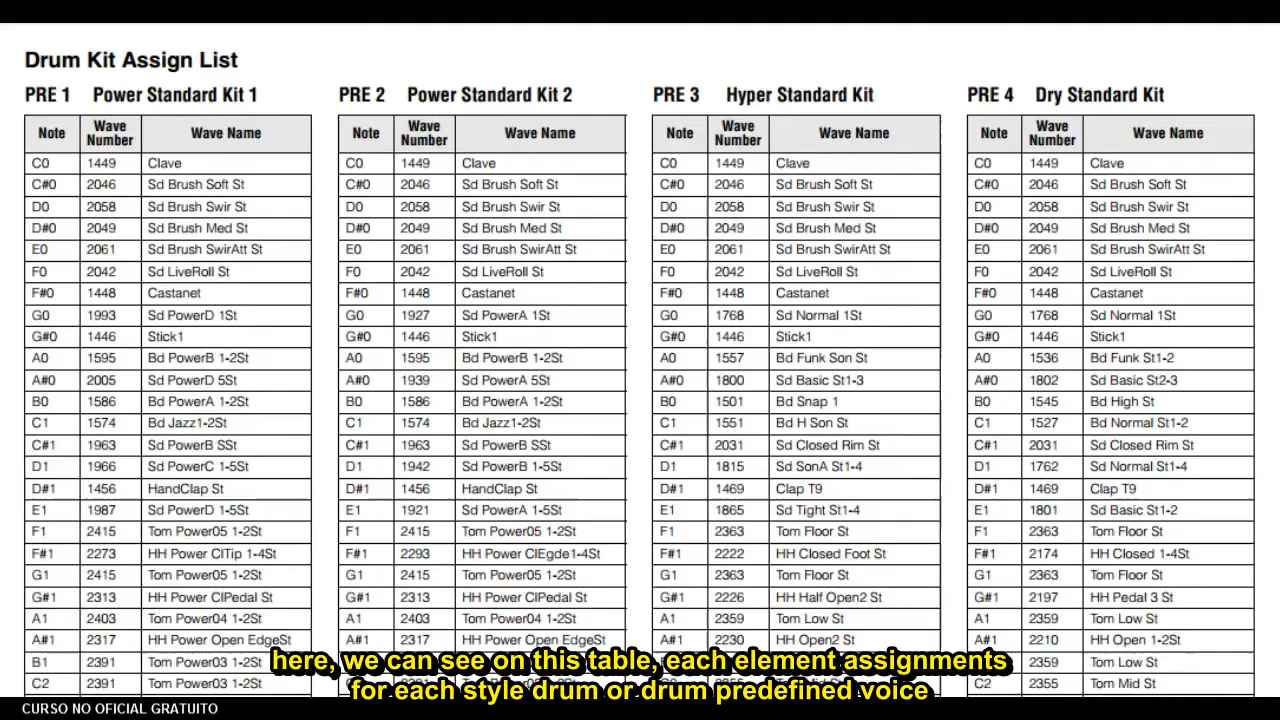 Drum Kit Assign List
PRE 1 Power Standard Kit 1
Note Wave Number Wave Name
C0 1449 Clave
C#0 2046 Sd Brush Soft St
D0 2058 Sd Brush Swir St
D#0 2049 Sd Brush Med St
E0 2061 Sd Brush SwirAtt St
F0 2042 Sd LiveRoll St
F#0 1448 Castanet
G0 1993 Sd PowerD 1St
G#0 1446 Stick1
A0 1595 Bd PowerB 1-2St
A#0 2005 Sd PowerD 5St
B0 1586 Bd PowerA 1-2St
C1 1574 Bd Jazz1-2St
C#1 1963 Sd PowerB SSt
D1 1966 Sd PowerC 1-5St
D#1 1456 HandClap St
E1 1987 Sd PowerD 1-5St
F1 2415 Tom Power05 1-2St
F#1 2273 HH Power ClTip 1-4St
G1 2415 Tom Power05 1-2St
G#1 2313 HH Power ClPedal St
A1 2403 Tom Power04 1-2St
A#1 2317 HH Power Open EdgeSt
B1 2391 Tom Power03 1-2St
C2 2391 Tom Power03 1-2St
PRE 2 Power Standard Kit 2
Note Wave Number Wave Name
C0 1449 Clave
C#0 2046 Sd Brush Soft St
D0 2058 Sd Brush Swir St
D#0 2049 Sd Brush Med St
E0 2061 Sd Brush SwirAtt St
F0 2042 Sd LiveRoll St
F#0 1448 Castanet
G0 1927 Sd PowerA 1St
G#0 1446 Stick1
A0 1595 Bd PowerB 1-2St
A#0 1939 Sd PowerA 5St
B0 1586 Bd PowerA 1-2St
C1 1574 Bd Jazz1-2St
C#1 1963 Sd PowerB SSt
D1 1942 Sd PowerB 1-5St
D#1 1456 HandClap St
E1 1921 Sd PowerA 1-5St
F1 2415 Tom Power05 1-2St
F#1 2293 HH Power ClEgde1-4St
G1 2415 Tom Power05 1-2St
G#1 2313 HH Power ClPedal St
A1 2403 Tom Power04 1-2St
A#1 2317 HH Power Open EdgeSt
PRE 3 Hyper Standard Kit
Note Wave Number Wave Name
C0 1449 Clave
C#0 2046 Sd Brush Soft St
D0 2058 Sd Brush Swir St
D#0 2049 Sd Brush Med St
E0 2061 Sd Brush SwirAtt St
F0 2042 Sd LiveRoll St
F#0 1448 Castanet
G0 1768 Sd Normal 1St
G#0 1446 Stick1
A0 1557 Bd Funk Son St
A#0 1800 Sd Basic St1-3
B0 1501 Bd Snap 1
C1 1551 Bd H Son St
C#1 2031 Sd Closed Rim St
D1 1815 Sd SonA St1-4
D#1 1469 Clap T9
E1 1865 Sd Tight St1-4
F1 2363 Tom Floor St
F#1 2222 HH Closed Foot St
G1 2363 Tom Floor St
G#1 2226 HH Half Open2 St
A1 2359 Tom Low St
A#1 2230 HH Open2 St
PRE 4 Dry Standard Kit
Note Wave Number Wave Name
C0 1449 Clave
C#0 2046 Sd Brush Soft St
D0 2058 Sd Brush Swir St
D#0 2049 Sd Brush Med St
E0 2061 Sd Brush SwirAtt St
F0 2042 Sd LiveRoll St
F#0 1448 Castanet
G0 1768 Sd Normal 1St
G#0 1446 Stick1
A0 1536 Bd Funk St1-2
A#0 1802 Sd Basic St2-3
B0 1545 Bd High St
C1 1527 Bd Normal St1-2
C#1 2031 Sd Closed Rim St
D1 1762 Sd Normal St1-4
D#1 1469 Clap T9
E1 1801 Sd Basic St1-2
F1 2363 Tom Floor St
F#1 2174 HH Closed 1-4St
G1 2363 Tom Floor St
G#1 2197 HH Pedal 3 St
A1 2359 Tom Low St
A#1 2210 HH Open 1-2St
2359 Tom Low St
C2 2355 Tom Mid St
here, we can see on this table, each element assignments
for each style drum or drum predefined voice
CURSO NO OFICIAL GRATUITO